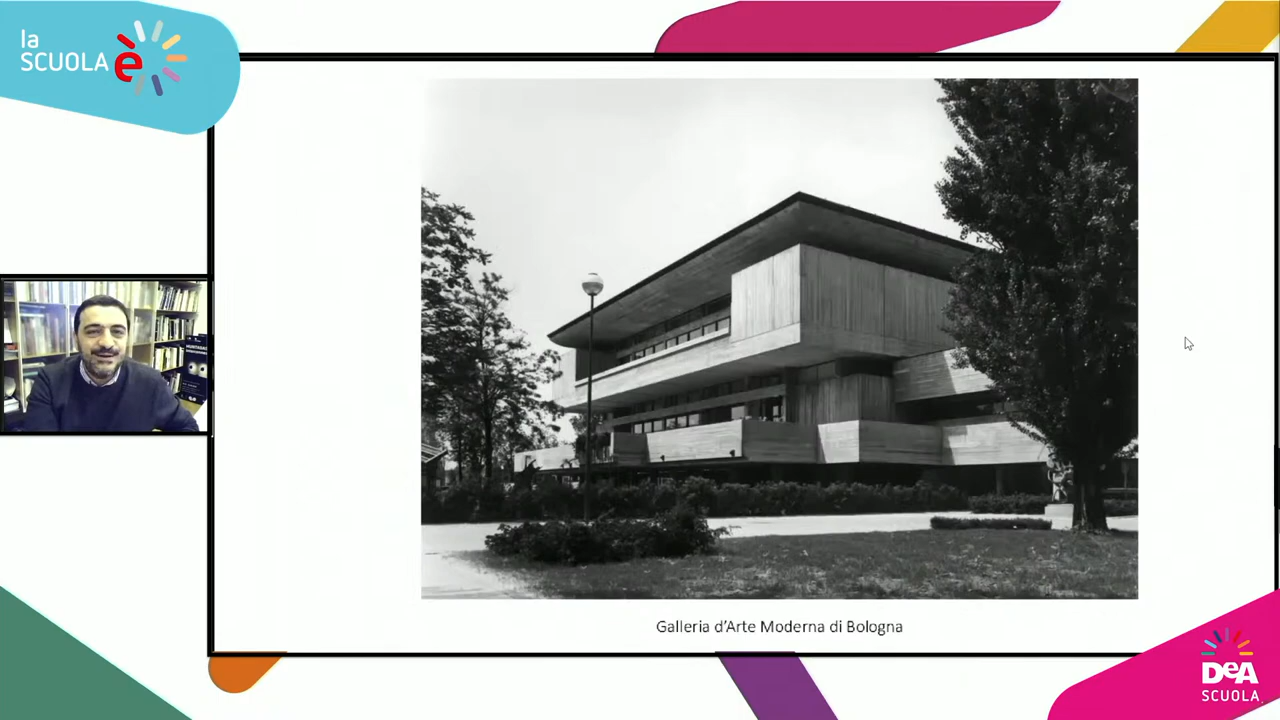 la
SCUOLA
è
Galleria d'Arte Moderna di Bologna
DeA
SCUOLA